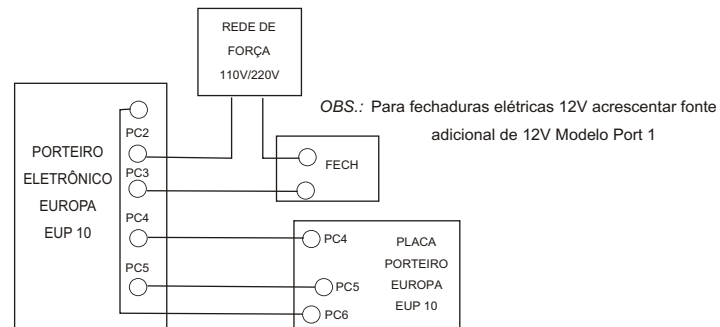 REDE DE
FORÇA
110V/220V
OBS.: Para fechaduras elétricas 12V acrescentar fonte
adicional de 12V Modelo Port 1
PORTEIRO
ELETRÔNICO
EUROPA
EUP 10
PC2
PC3
PC4
PC5
FECH
PC4
PC5
PC6
PLACA
PORTEIRO
EUROPA
EUP 10